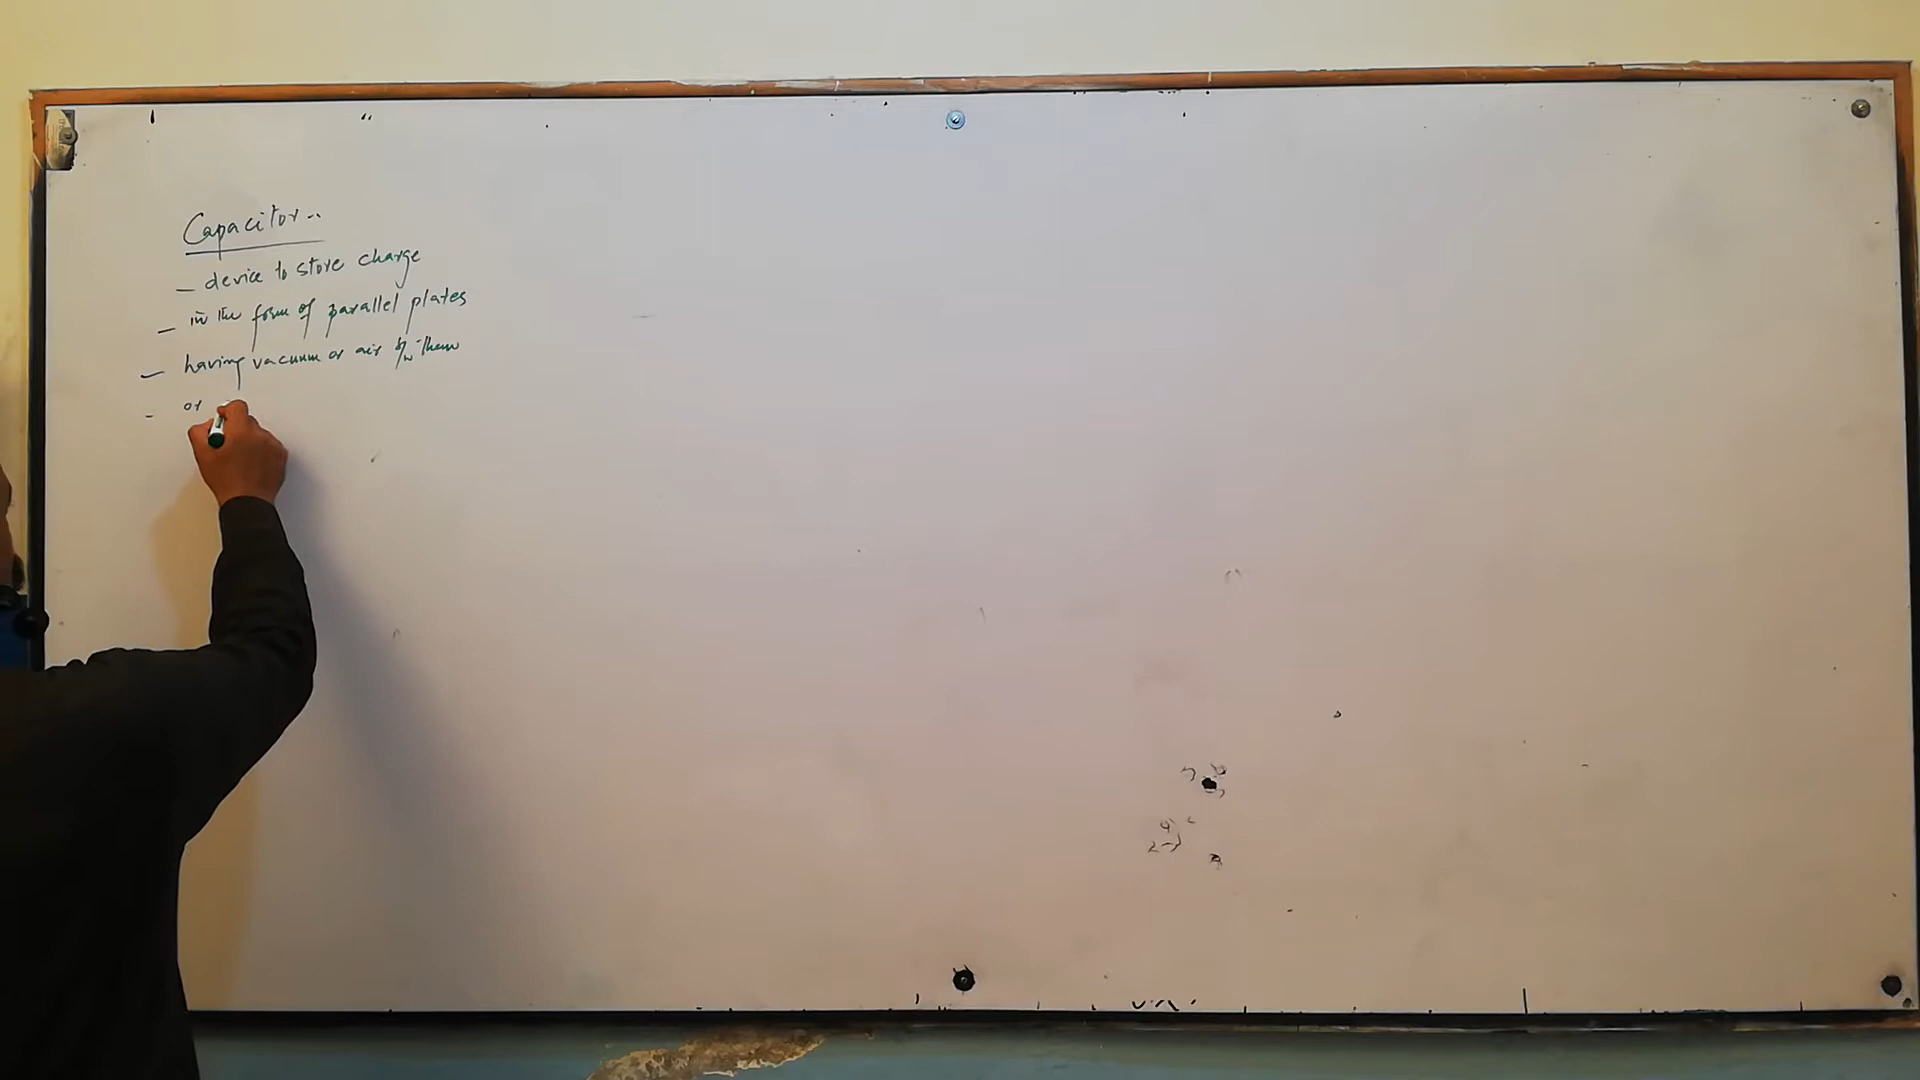 Capacitor..
- device to store charge
- in the form of parallel plates
- having vacuum or air b/w them
- or